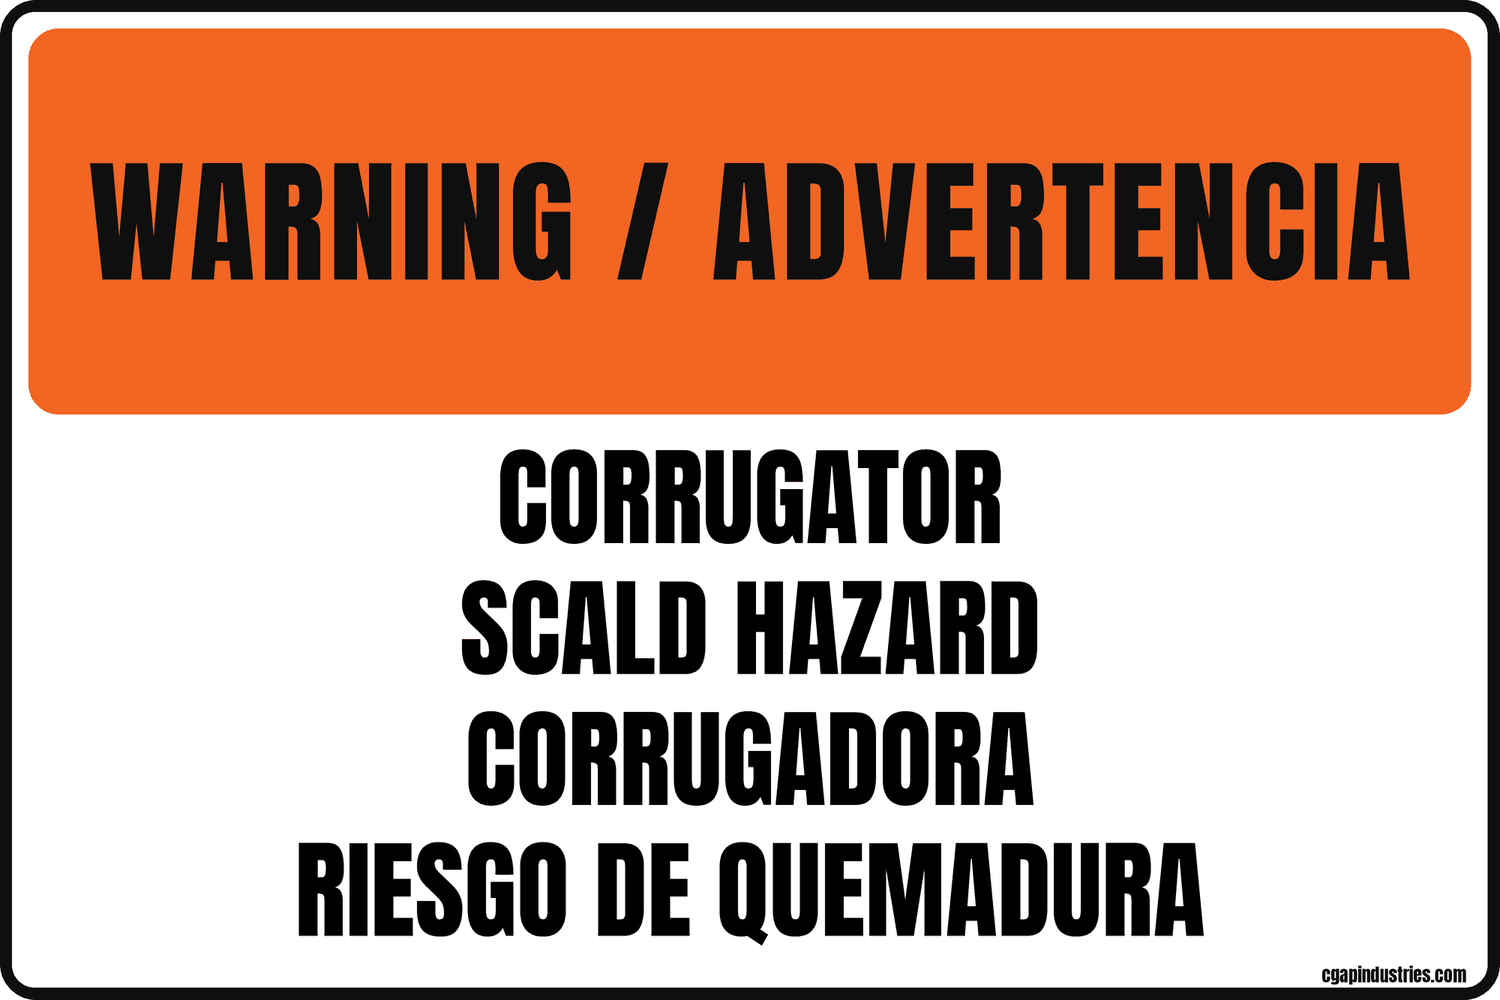 WARNING / ADVERTENCIA
CORRUGATOR
SCALD HAZARD
CORRUGADORA
RIESGO DE QUEMADURA
cgapindustries.com